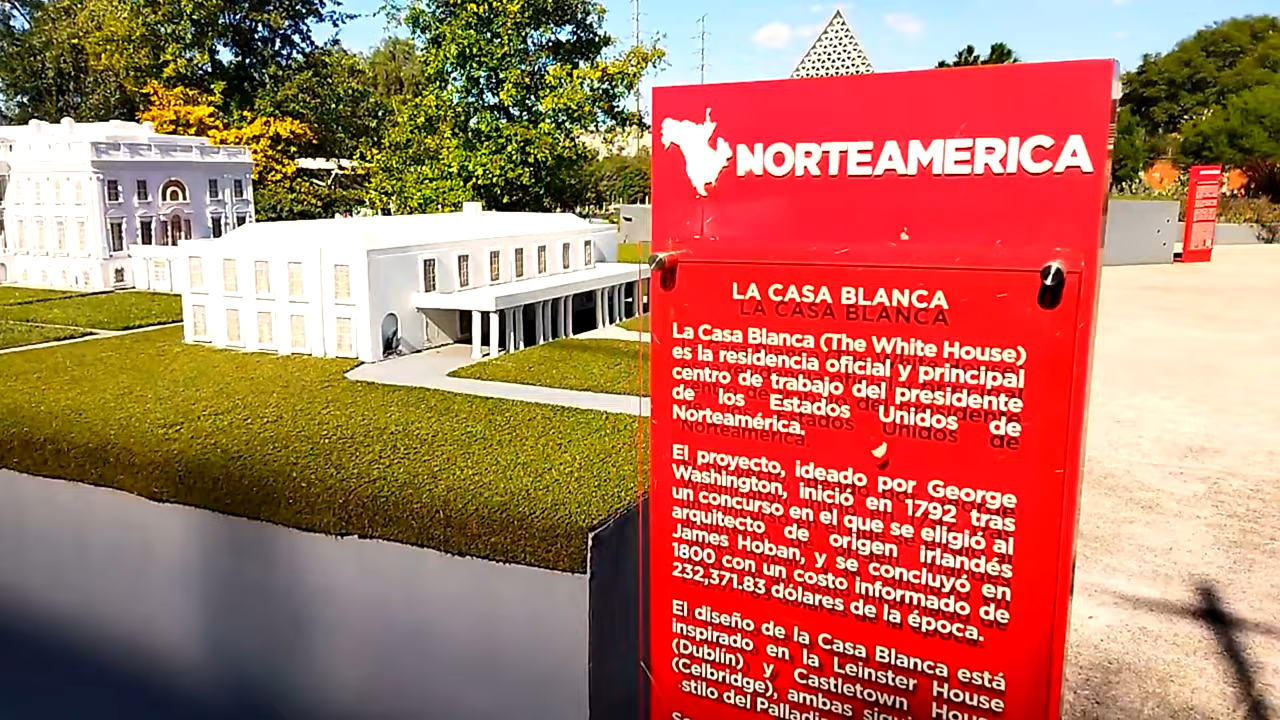 NORTEAMERICA
LA CASA BLANCA
La Casa Blanca (The White House)
es la residencia oficial y principal
centro de trabajo del presidente
de los Estados Unidos de
Norteamérica.
El proyecto, ideado por George
Washington, inició en 1792 tras
un concurso en el que se eligió al
arquitecto de origen irlandés
James Hoban, y se concluyó en
1800 con un costo informado de
232,371.83 dólares de la época.
El diseño de la Casa Blanca está
inspirado en la Leinster House
(Dublín) y Castletown House
(Celbridge), ambas
del